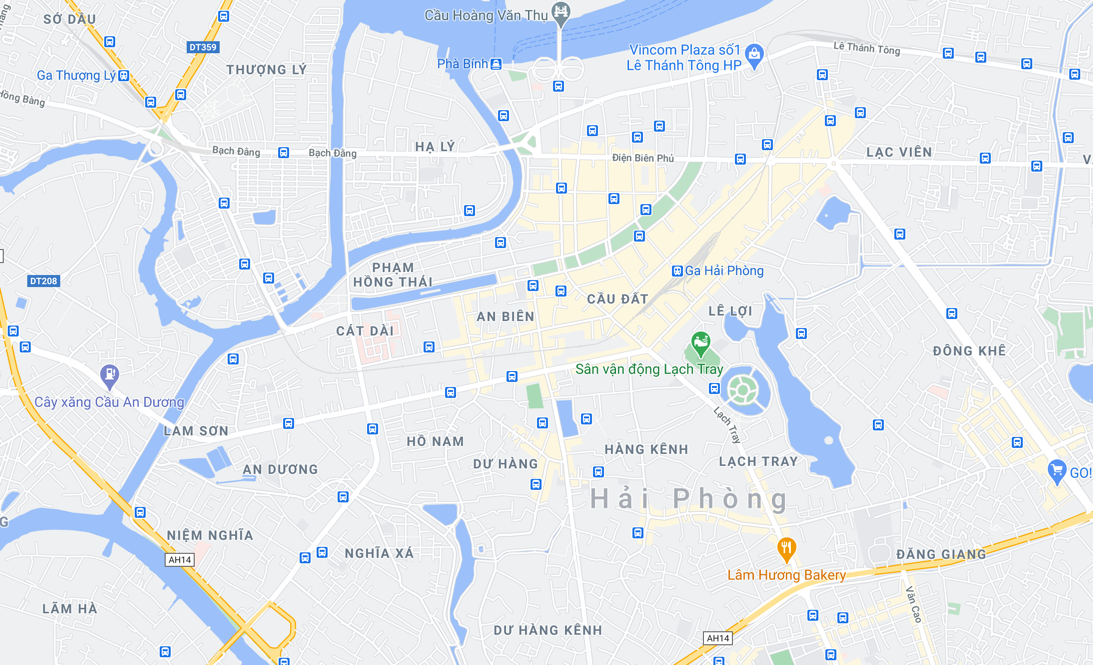 Cầu Hoàng Văn Thụ
SỞ DẦU
DT359
Vincom Plaza số1
Lê Thánh Tông HP
Lê Thánh Tông
Phà Bính
THƯỢNG LÝ
Ga Thượng Lý
Hồng Bàng
HẠ LÝ
Bạch Đằng
Bạch Đằng
Điện Biên Phủ
LẠC VIÊN
PHẠM
HỒNG THÁI
Ga Hải Phòng
DT208
CẦU ĐẤT
LÊ LỢI
AN BIÊN
CÁT DÀI
ĐÔNG KHÊ
Sân vận động Lạch Tray
Cây xăng Cầu An Dương
Lạch Tray
LAM SƠN
HỒ NAM
HÀNG KÊNH
LẠCH TRAY
DƯ HÀNG
AN DƯƠNG
GO!
Hải Phòng
NIỆM NGHĨA
NGHĨA XÁ
AH14
ĐẰNG GIANG
Lâm Hương Bakery
Văn Cao
LÃM HÀ
DƯ HÀNG KÊNH
AH14